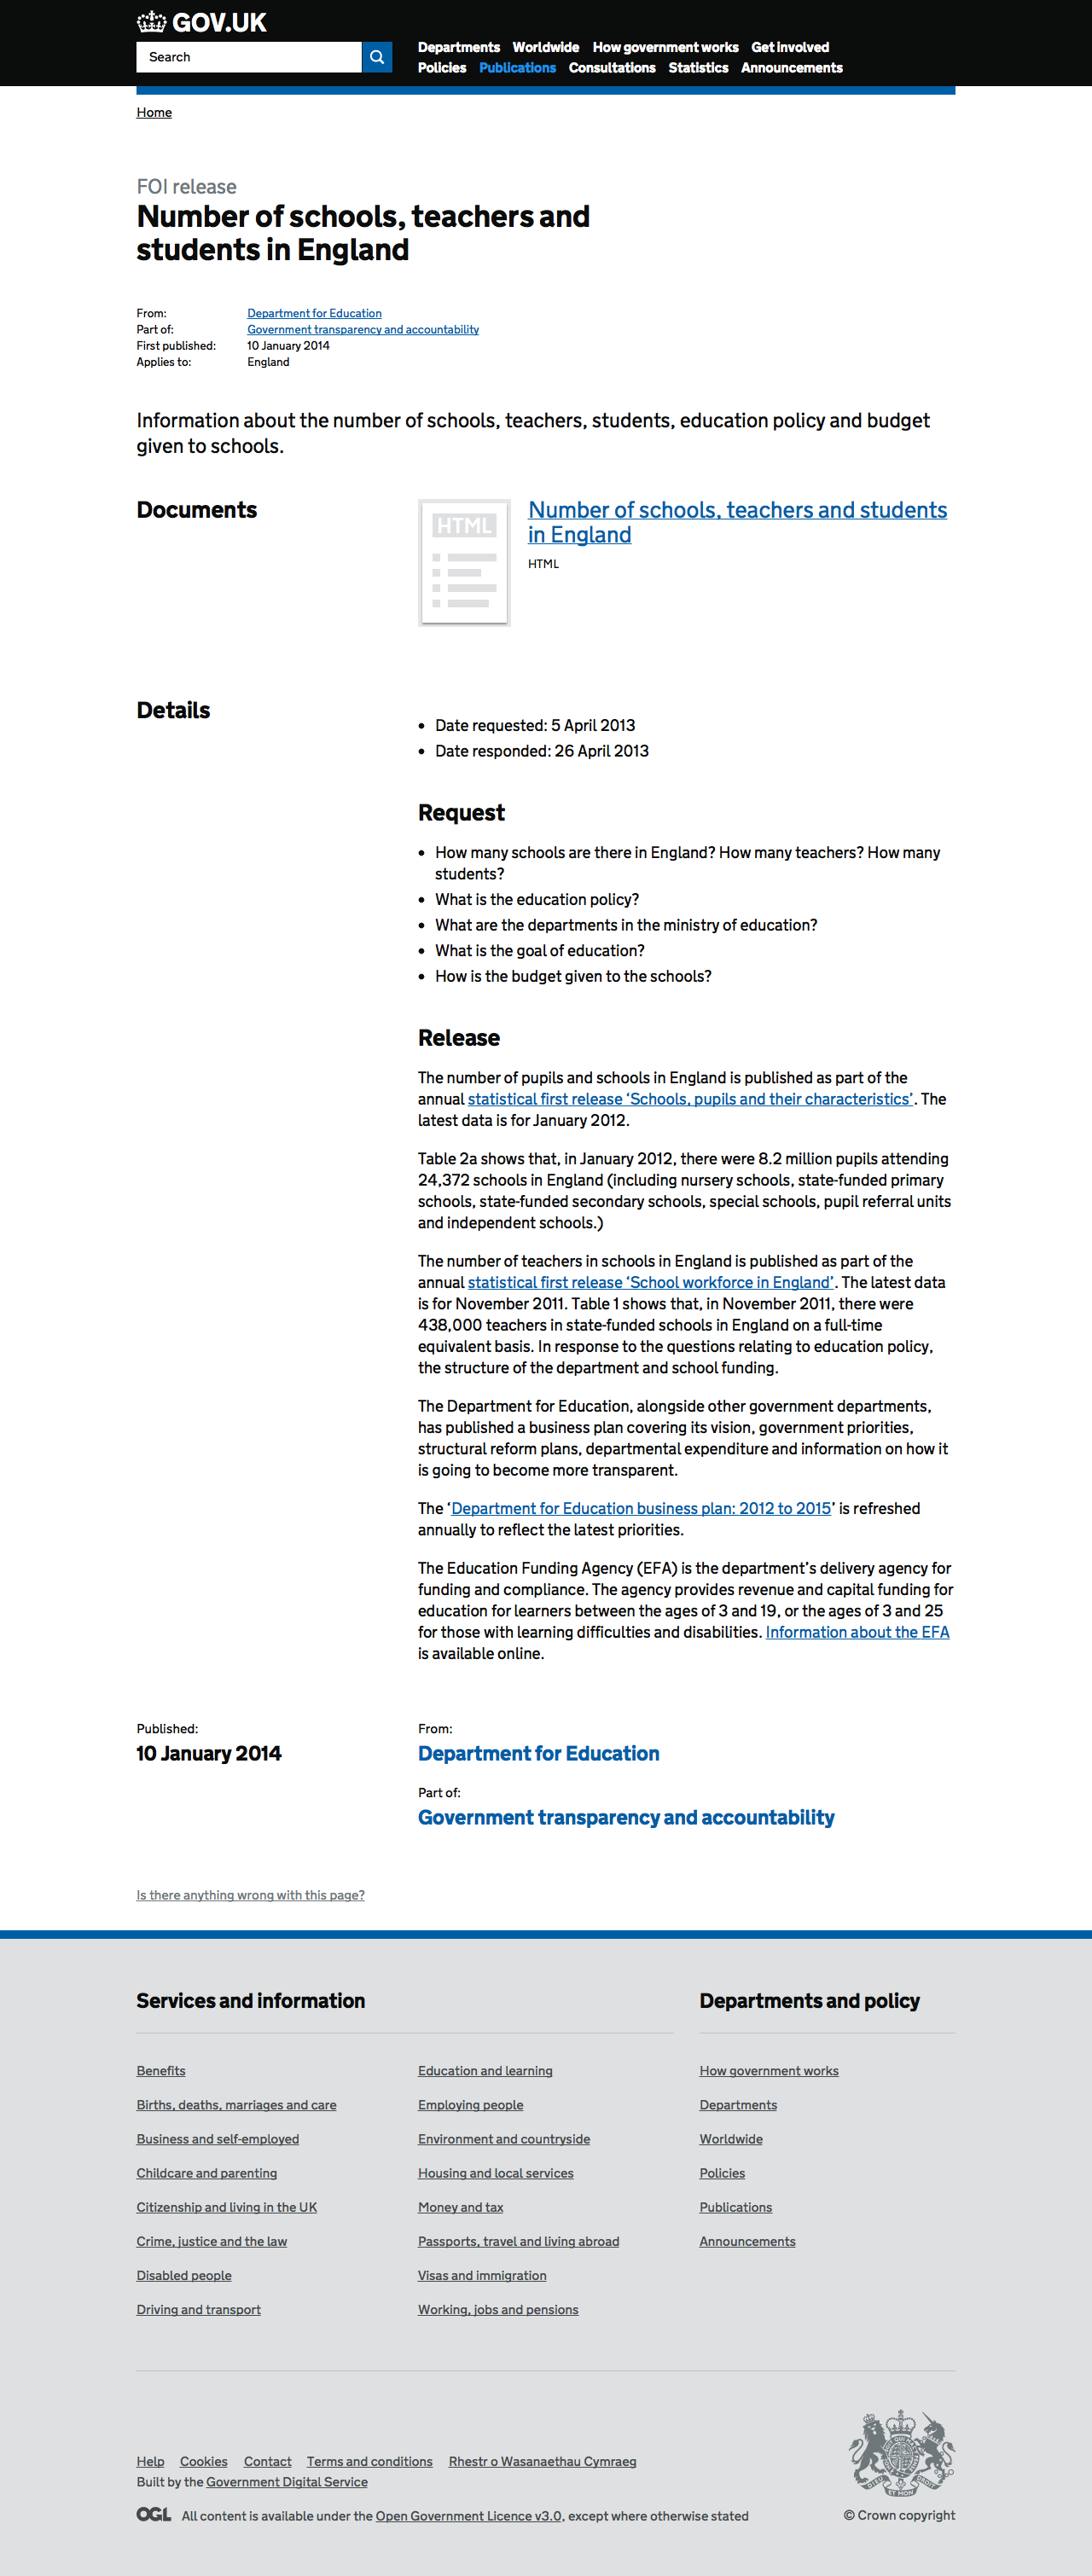 GOV.UK
Search
Departments Worldwide How government works Get involved
Policies Publications Consultations Statistics Announcements
Home
FOI release
Number of schools, teachers and
students in England
From: Department for Education
Part of: Government transparency and accountability
First published: 10 January 2014
Applies to: England
Information about the number of schools, teachers, students, education policy and budget
given to schools.
Documents
HTML
Number of schools, teachers and students
in England
HTML
Details
• Date requested: 5 April 2013
• Date responded: 26 April 2013
Request
• How many schools are there in England? How many teachers? How many
students?
• What is the education policy?
• What are the departments in the ministry of education?
• What is the goal of education?
• How is the budget given to the schools?
Release
The number of pupils and schools in England is published as part of the
annual statistical first release ‘Schools, pupils and their characteristics’. The
latest data is for January 2012.
Table 2a shows that, in January 2012, there were 8.2 million pupils attending
24,372 schools in England (including nursery schools, state-funded primary
schools, state-funded secondary schools, special schools, pupil referral units
and independent schools.)
The number of teachers in schools in England is published as part of the
annual statistical first release ‘School workforce in England’. The latest data
is for November 2011. Table 1 shows that, in November 2011, there were
438,000 teachers in state-funded schools in England on a full-time
equivalent basis. In response to the questions relating to education policy,
the structure of the department and school funding.
The Department for Education, alongside other government departments,
has published a business plan covering its vision, government priorities,
structural reform plans, departmental expenditure and information on how it
is going to become more transparent.
The ‘Department for Education business plan: 2012 to 2015’ is refreshed
annually to reflect the latest priorities.
The Education Funding Agency (EFA) is the department’s delivery agency for
funding and compliance. The agency provides revenue and capital funding for
education for learners between the ages of 3 and 19, or the ages of 3 and 25
for those with learning difficulties and disabilities. Information about the EFA
is available online.
Published:
10 January 2014
From:
Department for Education
Part of:
Government transparency and accountability
Is there anything wrong with this page?
Services and information
Benefits
Births, deaths, marriages and care
Business and self-employed
Childcare and parenting
Citizenship and living in the UK
Crime, justice and the law
Disabled people
Driving and transport
Education and learning
Employing people
Environment and countryside
Housing and local services
Money and tax
Passports, travel and living abroad
Visas and immigration
Working, jobs and pensions
Departments and policy
How government works
Departments
Worldwide
Policies
Publications
Announcements
Help Cookies Contact Terms and conditions Rhestr o Wasanaethau Cymraeg
Built by the Government Digital Service
OGL All content is available under the Open Government Licence v3.0, except where otherwise stated
DIEU ET MON DROIT
© Crown copyright